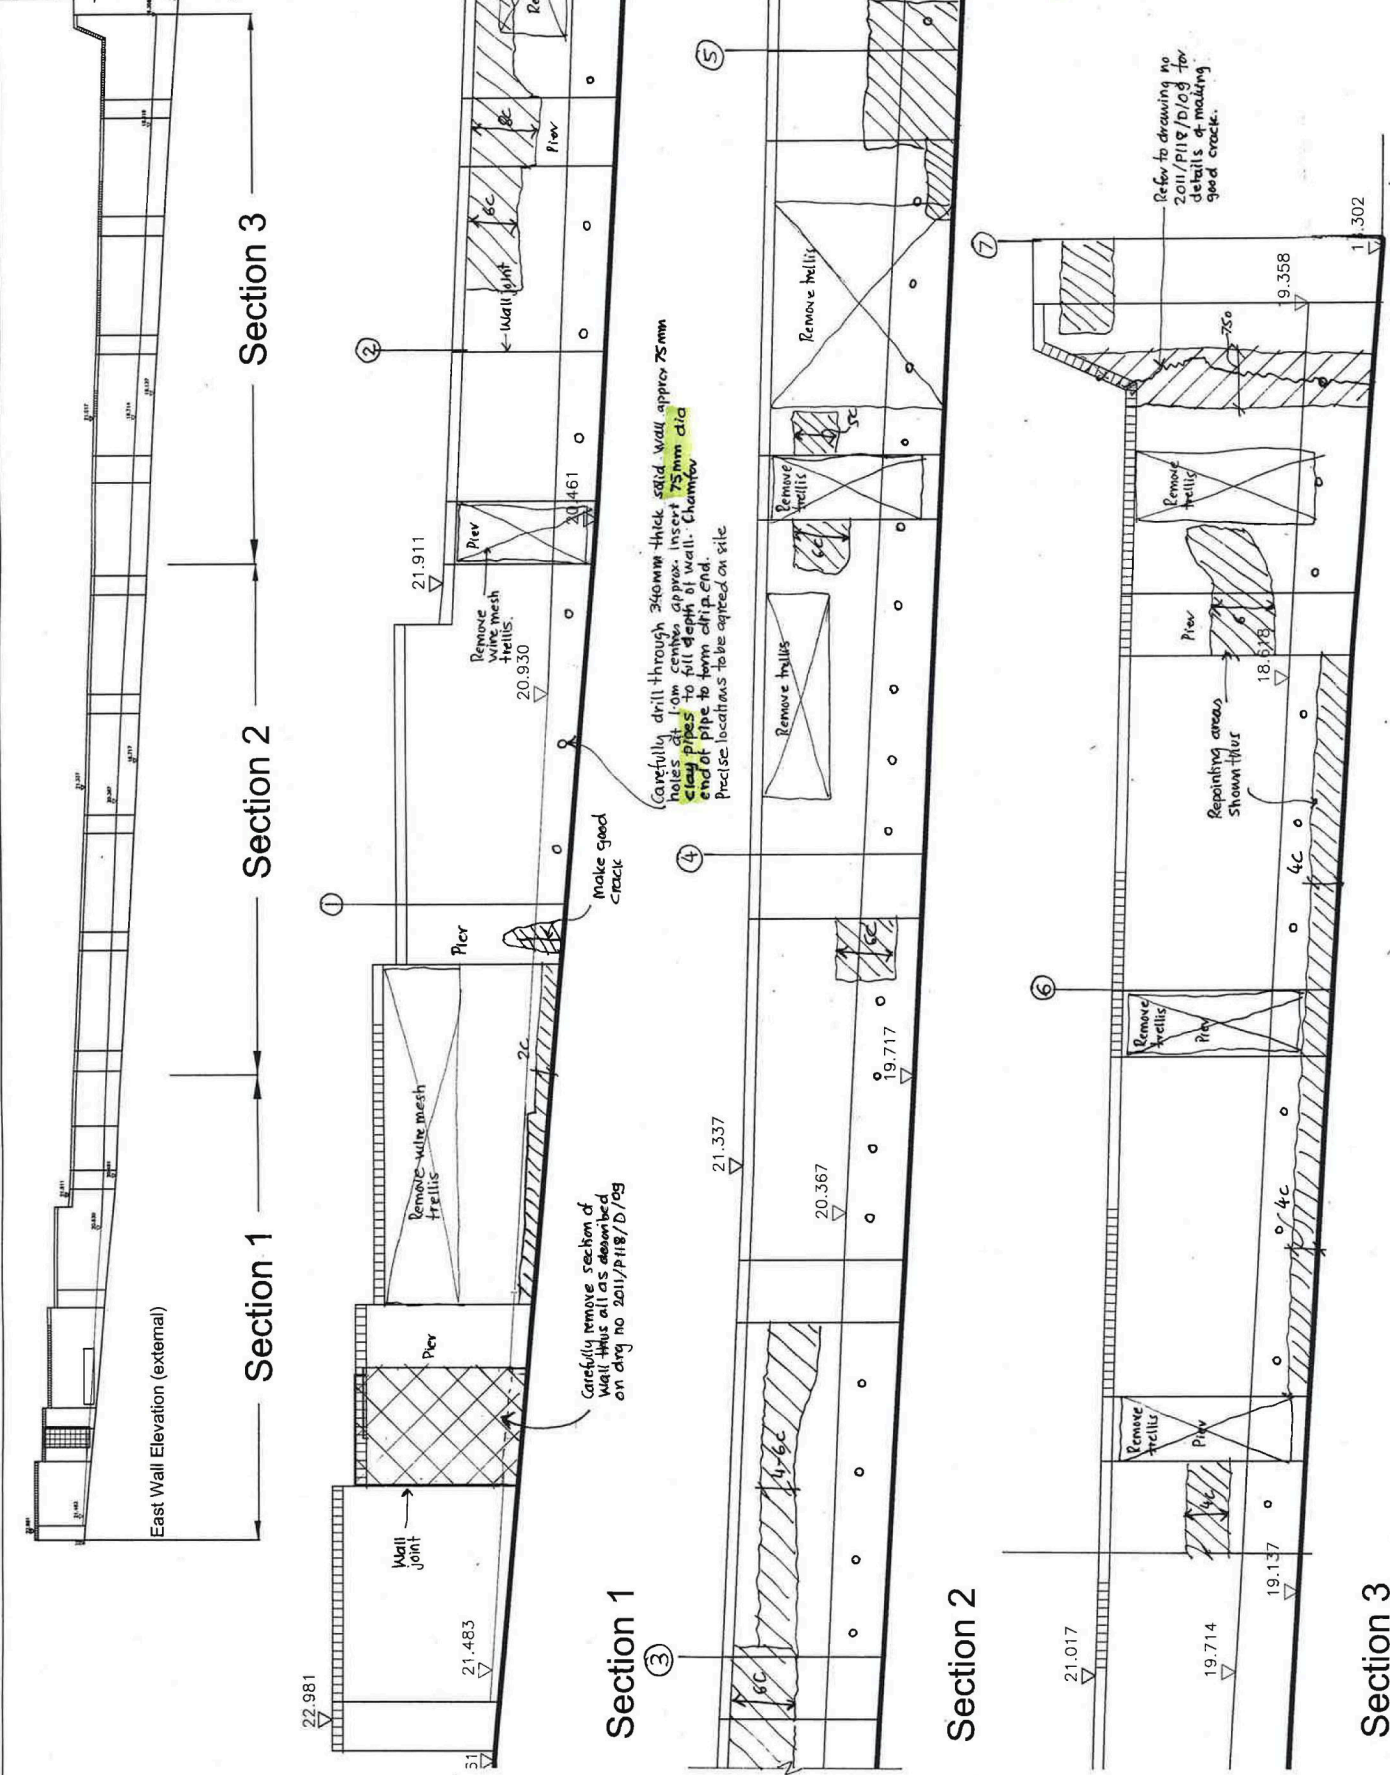 East Wall Elevation (external)
Section 1
Section 2
Section 3
22.981
21.483
Wall
joint
Carefully remove section of
Wall thus all as described
on drg no 2011/P118/D/09
Pier
Remove wire mesh
trellis
2C
Pier
make good
crack
1
20.930
21.911
Remove
wire mesh
trellis.
Pier
20.461
Carefully drill through 340mm thick solid wall approx 75mm
holes at 1.0m centres approx. Insert 75mm dia
clay pipes to full depth of wall. Chamfer
end of pipe to form drip end.
Precise locations to be agreed on site
2
Wall joint
6C
8C
Pier
Re
Section 1
3
6C
4-6C
21.337
20.367
19.717
6C
4
Remove trellis
6C
Remove
trellis
5C
Remove trellis
5
Section 2
21.017
19.714
19.137
4C
Remove
trellis
Pier
4C
6
Remove
trellis
Pier
4C
Repointing areas
shown thus
Pier
6
18.618
Remove
trellis
750
19.358
Refer to drawing no
2011/P118/D/09 for
details of making
good crack.
7
Section 3